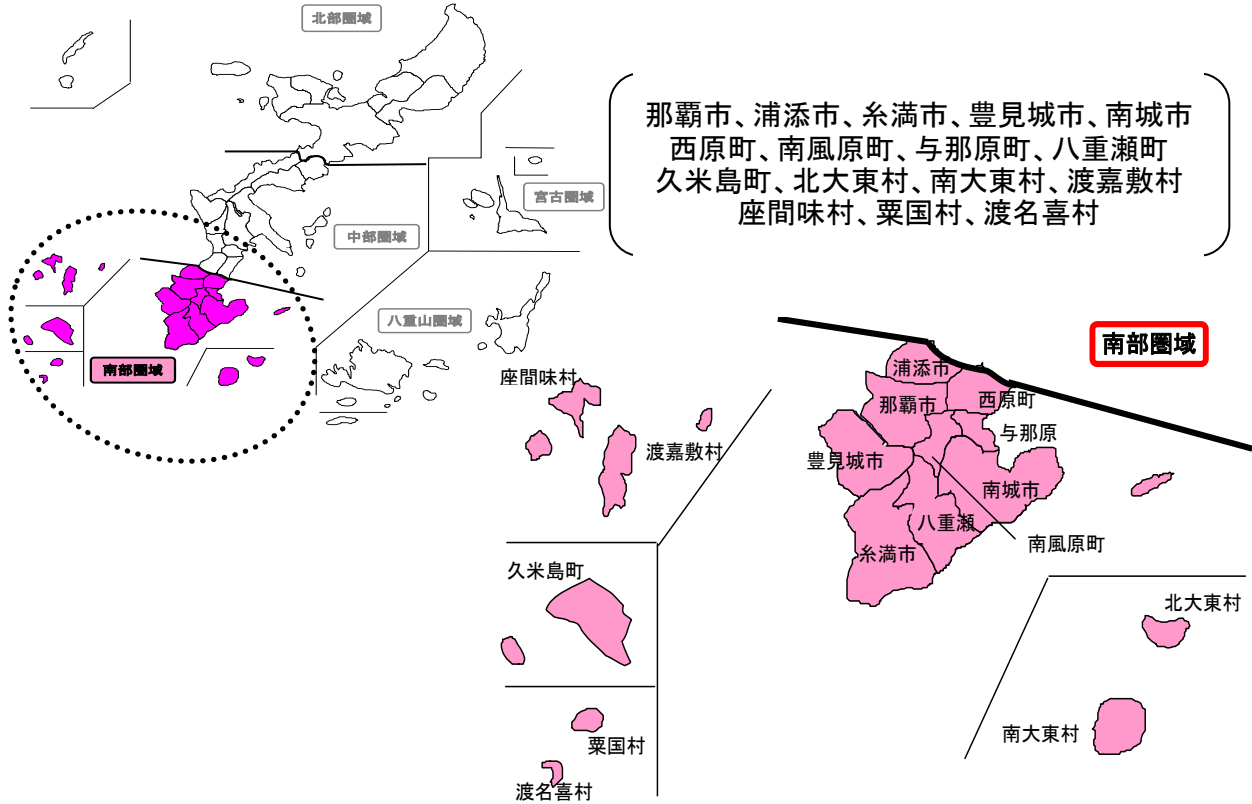 北部圏域
那覇市、浦添市、糸満市、豊見城市、南城市
西原町、南風原町、与那原町、八重瀬町
久米島町、北大東村、南大東村、渡嘉敷村
座間味村、粟国村、渡名喜村
宮古圏域
中部圏域
八重山圏域
南部圏域
南部圏域
浦添市
那覇市
西原町
与那原
豊見城市
南城市
八重瀬
糸満市
南風原町
座間味村
渡嘉敷村
久米島町
粟国村
渡名喜村
北大東村
南大東村